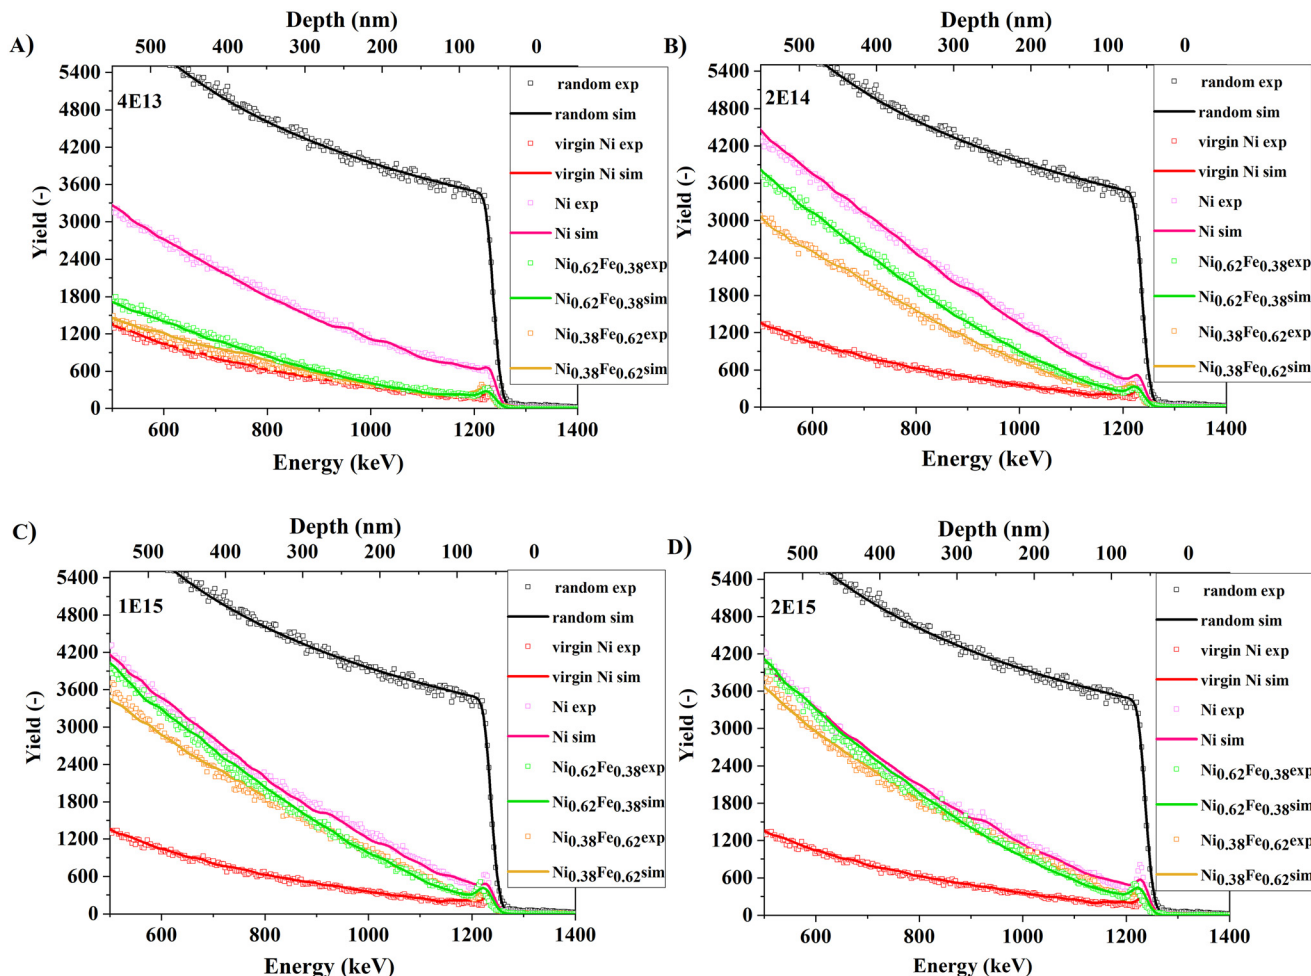 Depth (nm)
A)
500 400 300 200 100 0
5400
4800
4200
3600
3000
2400
1800
1200
600
0
Yield (-)
4E13
random exp
random sim
virgin Ni exp
virgin Ni sim
Ni exp
Ni sim
Ni0.62Fe0.38exp
Ni0.62Fe0.38sim
Ni0.38Fe0.62exp
Ni0.38Fe0.62sim
600 800 1000 1200 1400
Energy (keV)
Depth (nm)
B)
500 400 300 200 100 0
5400
4800
4200
3600
3000
2400
1800
1200
600
0
Yield (-)
2E14
random exp
random sim
virgin Ni exp
virgin Ni sim
Ni exp
Ni sim
Ni0.62Fe0.38exp
Ni0.62Fe0.38sim
Ni0.38Fe0.62exp
Ni0.38Fe0.62sim
600 800 1000 1200 1400
Energy (keV)
Depth (nm)
C)
500 400 300 200 100 0
5400
4800
4200
3600
3000
2400
1800
1200
600
0
Yield (-)
1E15
random exp
random sim
virgin Ni exp
virgin Ni sim
Ni exp
Ni sim
Ni0.62Fe0.38exp
Ni0.62Fe0.38sim
Ni0.38Fe0.62exp
Ni0.38Fe0.62sim
600 800 1000 1200 1400
Energy (keV)
Depth (nm)
D)
500 400 300 200 100 0
5400
4800
4200
3600
3000
2400
1800
1200
600
0
Yield (-)
2E15
random exp
random sim
virgin Ni exp
virgin Ni sim
Ni exp
Ni sim
Ni0.62Fe0.38exp
Ni0.62Fe0.38sim
Ni0.38Fe0.62exp
Ni0.38Fe0.62sim
600 800 1000 1200 1400
Energy (keV)